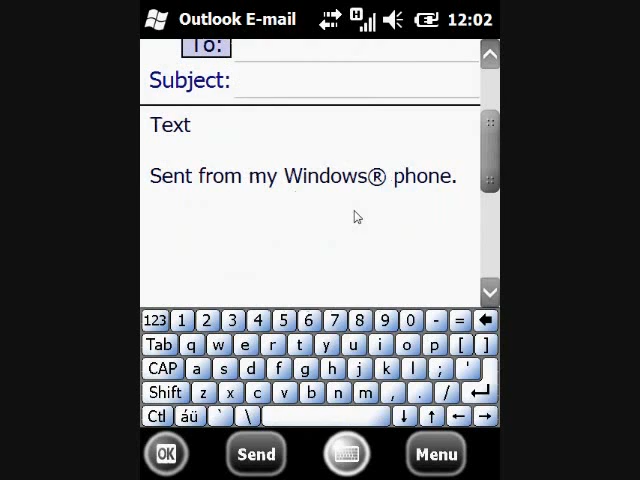 Outlook E-mail H 12:02
To:
Subject:
Text
Sent from my Windows® phone.
123 1 2 3 4 5 6 7 8 9 0 - =
Tab q w e r t y u i o p [ ]
CAP a s d f g h j k l ; '
Shift z x c v b n m , . /
Ctl áü ` \
OK Send Menu